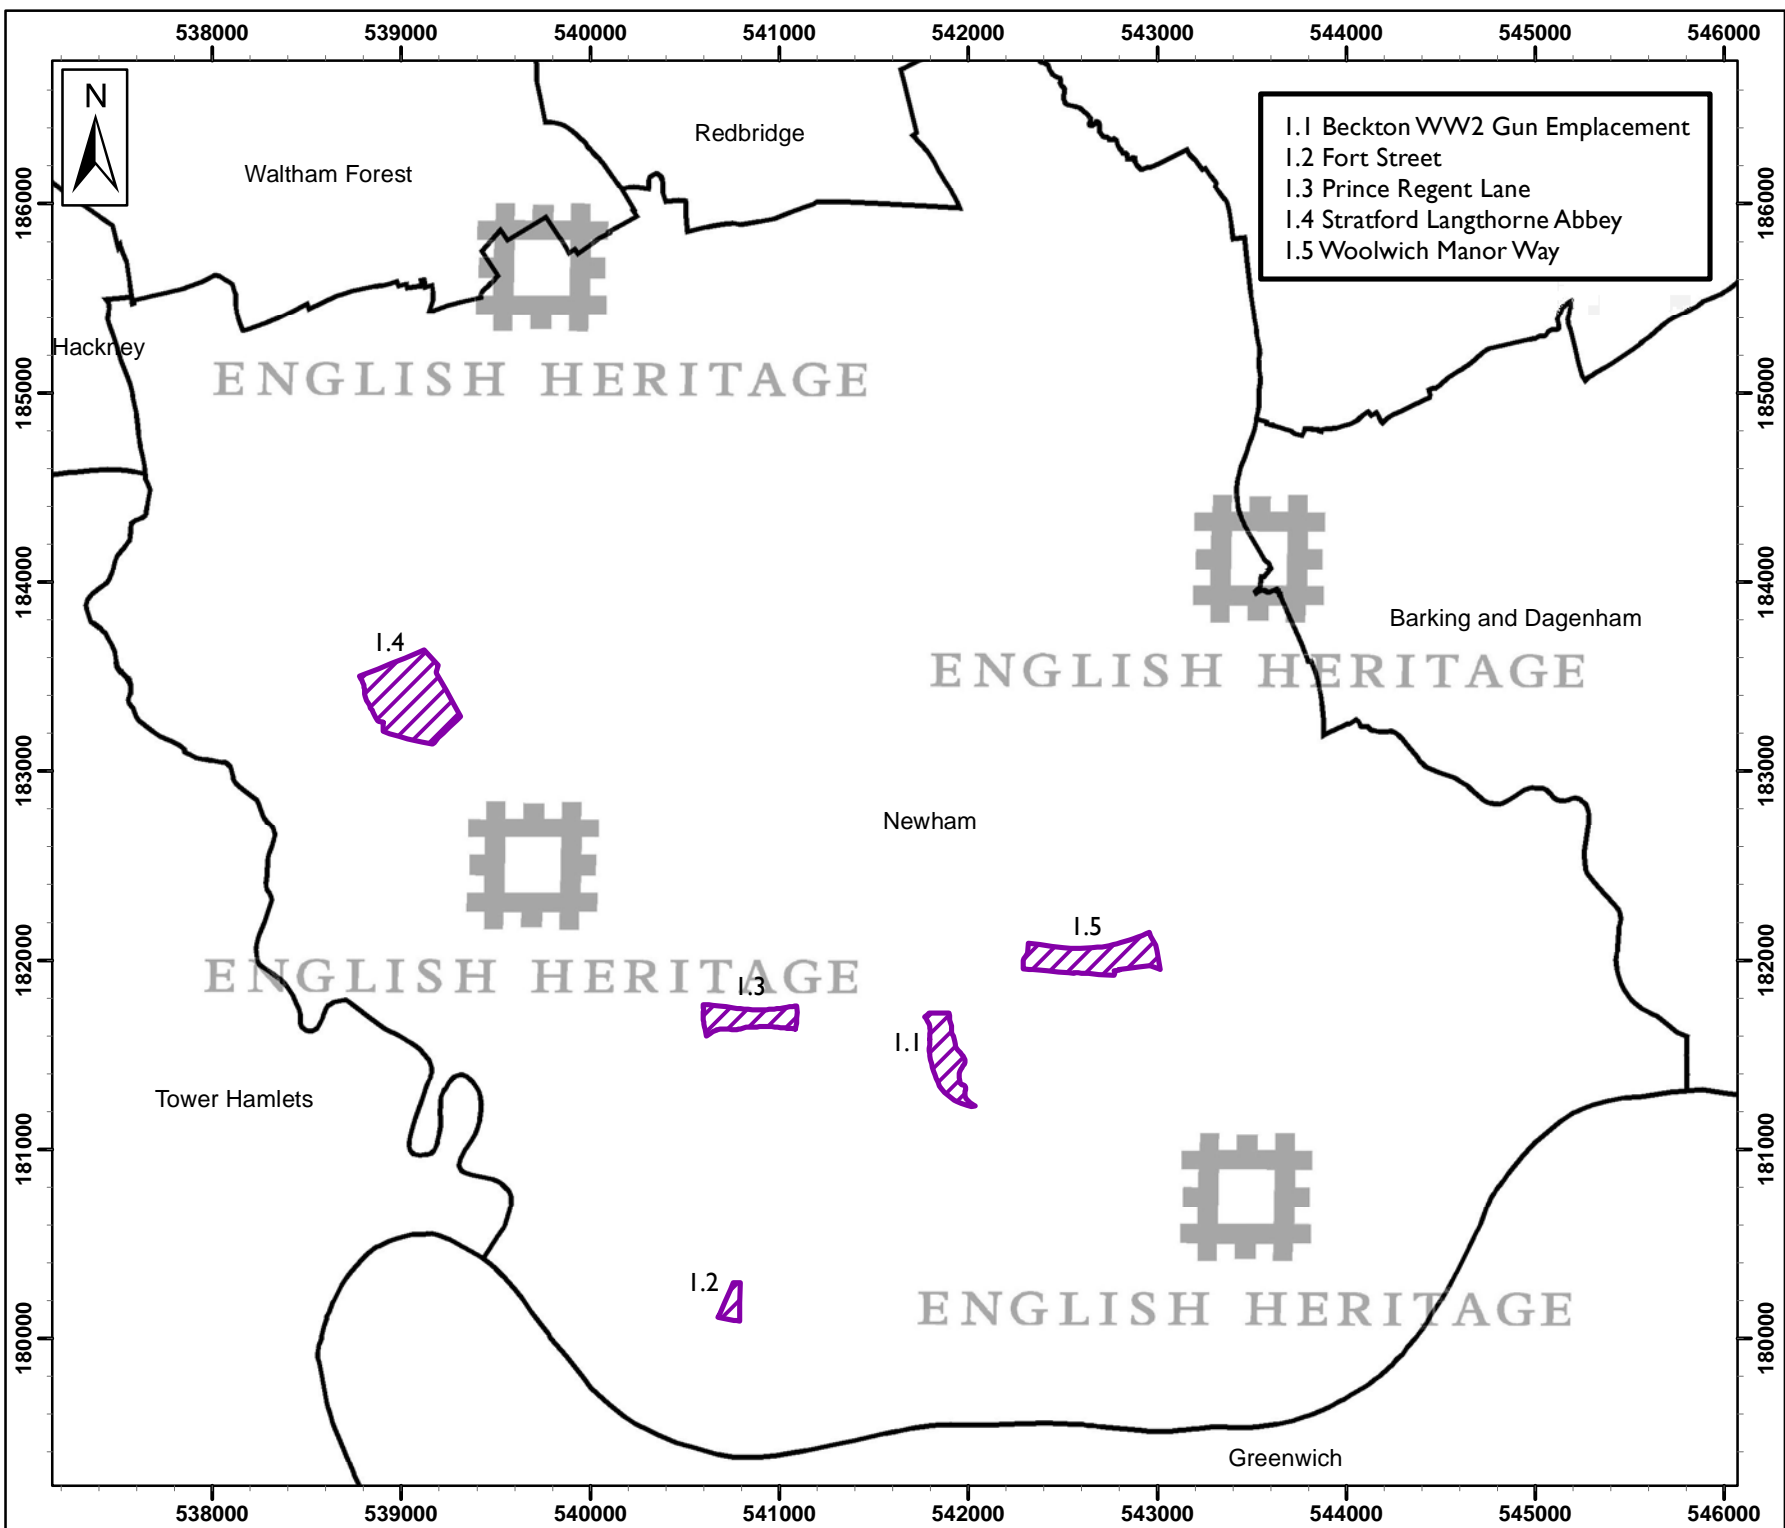 538000 539000 540000 541000 542000 543000 544000 545000 546000
N
1.1 Beckton WW2 Gun Emplacement
1.2 Fort Street
1.3 Prince Regent Lane
1.4 Stratford Langthorne Abbey
1.5 Woolwich Manor Way
Redbridge
Waltham Forest
186000 186000
Hackney
ENGLISH HERITAGE
185000 185000
184000 184000
Barking and Dagenham
1.4
ENGLISH HERITAGE
183000 183000
Newham
1.5
182000 182000
ENGLISH HERITAGE
1.3
1.1
Tower Hamlets
181000 181000
1.2
ENGLISH HERITAGE
180000 180000
Greenwich
538000 539000 540000 541000 542000 543000 544000 545000 546000